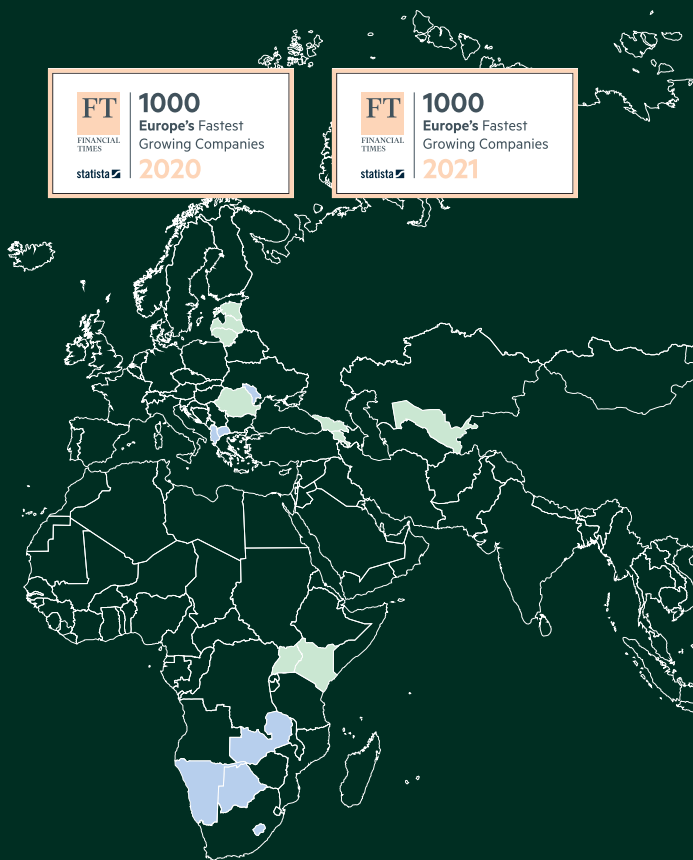 FT
FINANCIAL
TIMES
statista
1000
Europe's Fastest
Growing Companies
2020
FT
FINANCIAL
TIMES
statista
1000
Europe's Fastest
Growing Companies
2021